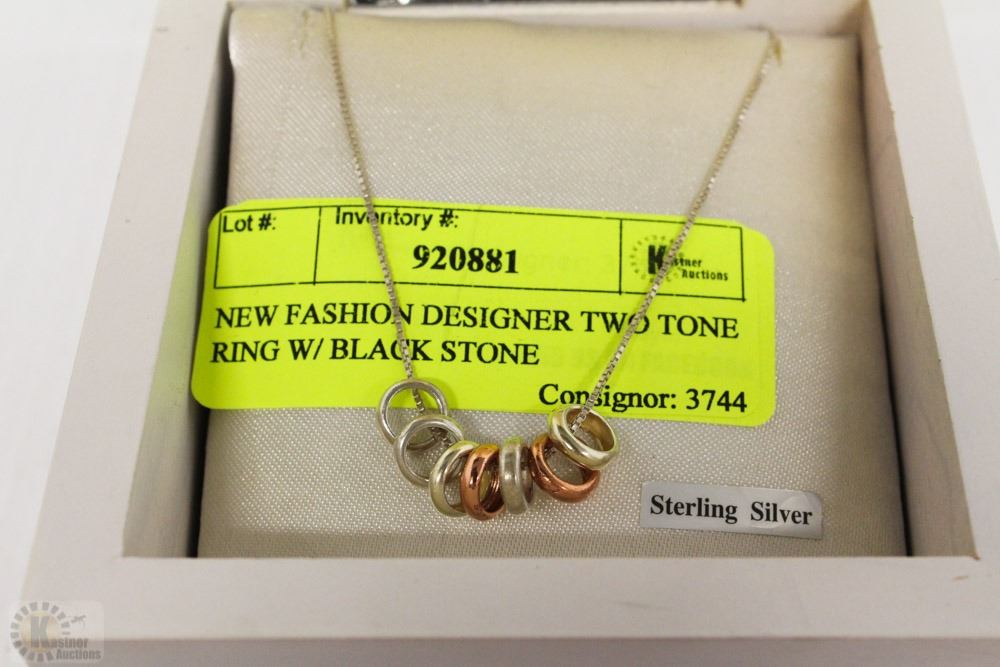 Lot #:
Inventory #:
920881
Kastner
Auctions
NEW FASHION DESIGNER TWO TONE
RING W/ BLACK STONE
Consignor: 3744
Sterling Silver
Kastner
Auctions